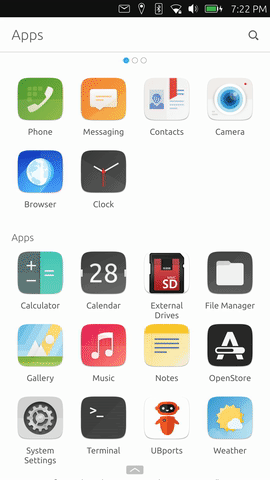 7:22 PM
Apps
Phone Messaging Contacts Camera
Browser Clock
Apps
28
SD
Calculator Calendar External Drives File Manager
Gallery Music Notes OpenStore
System Settings Terminal UBports Weather